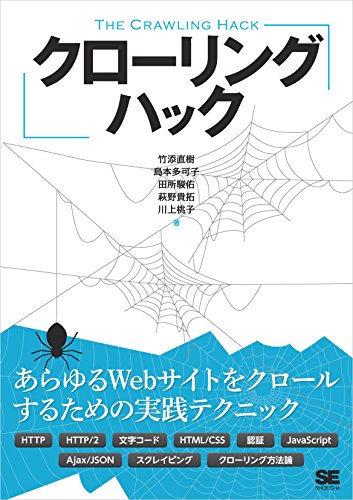 THE CRAWLING HACK
クローリング
ハック
竹添直樹
島本多可子
田所駿佑
萩野貴拓
川上桃子
著
あらゆるWebサイトをクロール
するための実践テクニック
HTTP HTTP/2 文字コード HTML/CSS 認証 JavaScript
Ajax/JSON スクレイピング クローリング方法論
SE
SHOEISHA